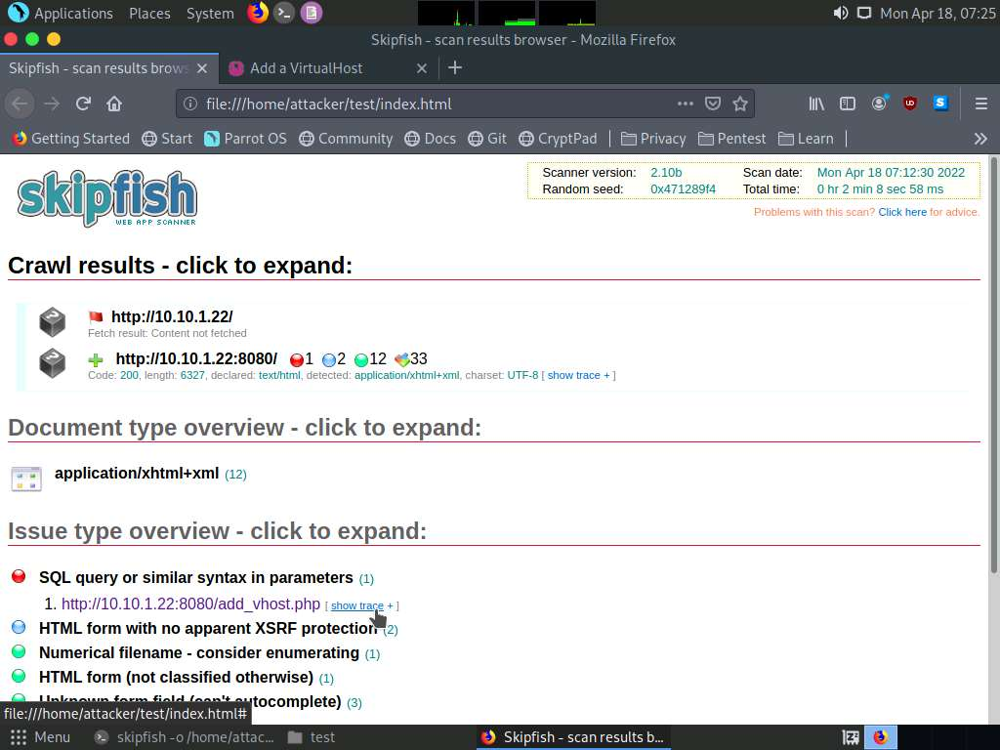 Applications Places System Mon Apr 18, 07:25
Skipfish - scan results browser - Mozilla Firefox
Skipfish - scan results brows Add a VirtualHost
file:///home/attacker/test/index.html
Getting Started Start Parrot OS Community Docs Git CryptPad Privacy Pentest Learn
skipfish
WEB APP SCANNER
Scanner version: 2.10b Scan date: Mon Apr 18 07:12:30 2022
Random seed: 0x471289f4 Total time: 0 hr 2 min 8 sec 58 ms
Problems with this scan? Click here for advice.
Crawl results - click to expand:
http://10.10.1.22/
Fetch result: Content not fetched
http://10.10.1.22:8080/ 1 2 12 33
Code: 200, length: 6327, declared: text/html, detected: application/xhtml+xml, charset: UTF-8 [ show trace + ]
Document type overview - click to expand:
application/xhtml+xml (12)
Issue type overview - click to expand:
SQL query or similar syntax in parameters (1)
1. http://10.10.1.22:8080/add_vhost.php [ show trace + ]
HTML form with no apparent XSRF protection (2)
Numerical filename - consider enumerating (1)
HTML form (not classified otherwise) (1)
Unknown form field (can't autocomplete) (3)
file:///home/attacker/test/index.html#
Menu skipfish -o /home/attac... test Skipfish - scan results b...